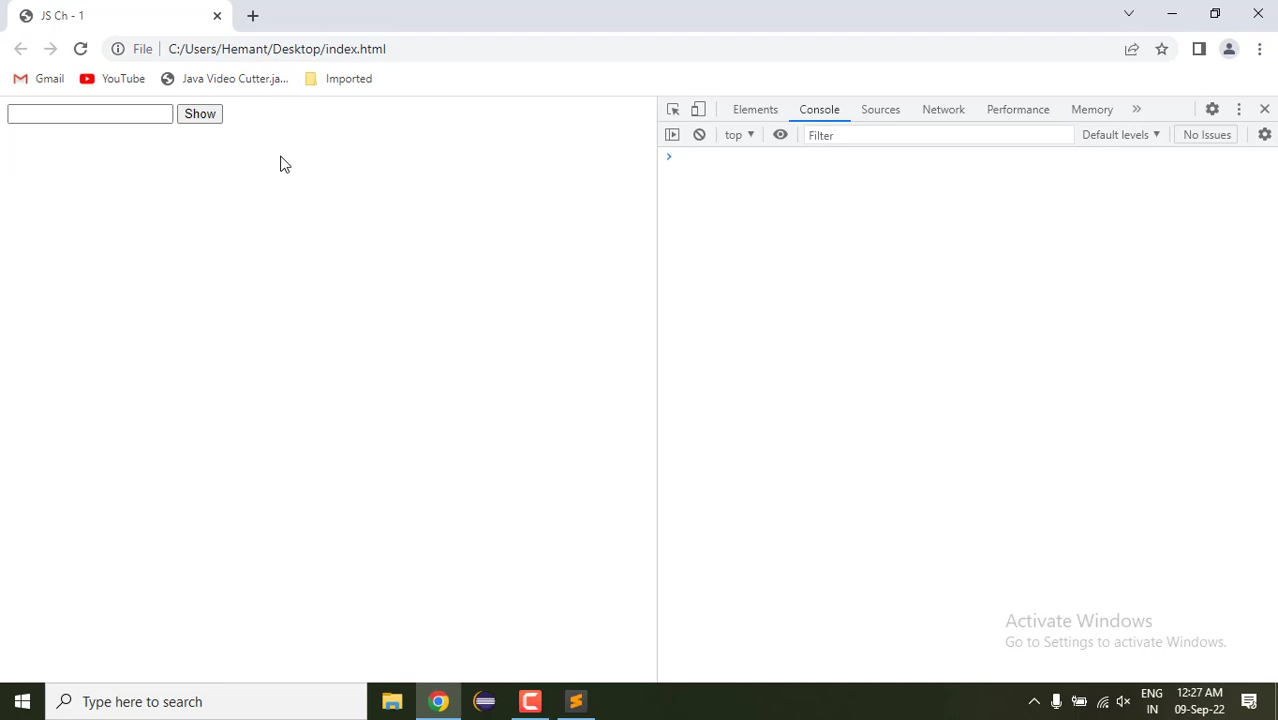 JS Ch - 1
File C:/Users/Hemant/Desktop/index.html
Gmail YouTube Java Video Cutter.ja... Imported
Show
Elements Console Sources Network Performance Memory
top Filter Default levels No Issues
Activate Windows
Go to Settings to activate Windows.
Type here to search
ENG
IN
12:27 AM
09-Sep-22